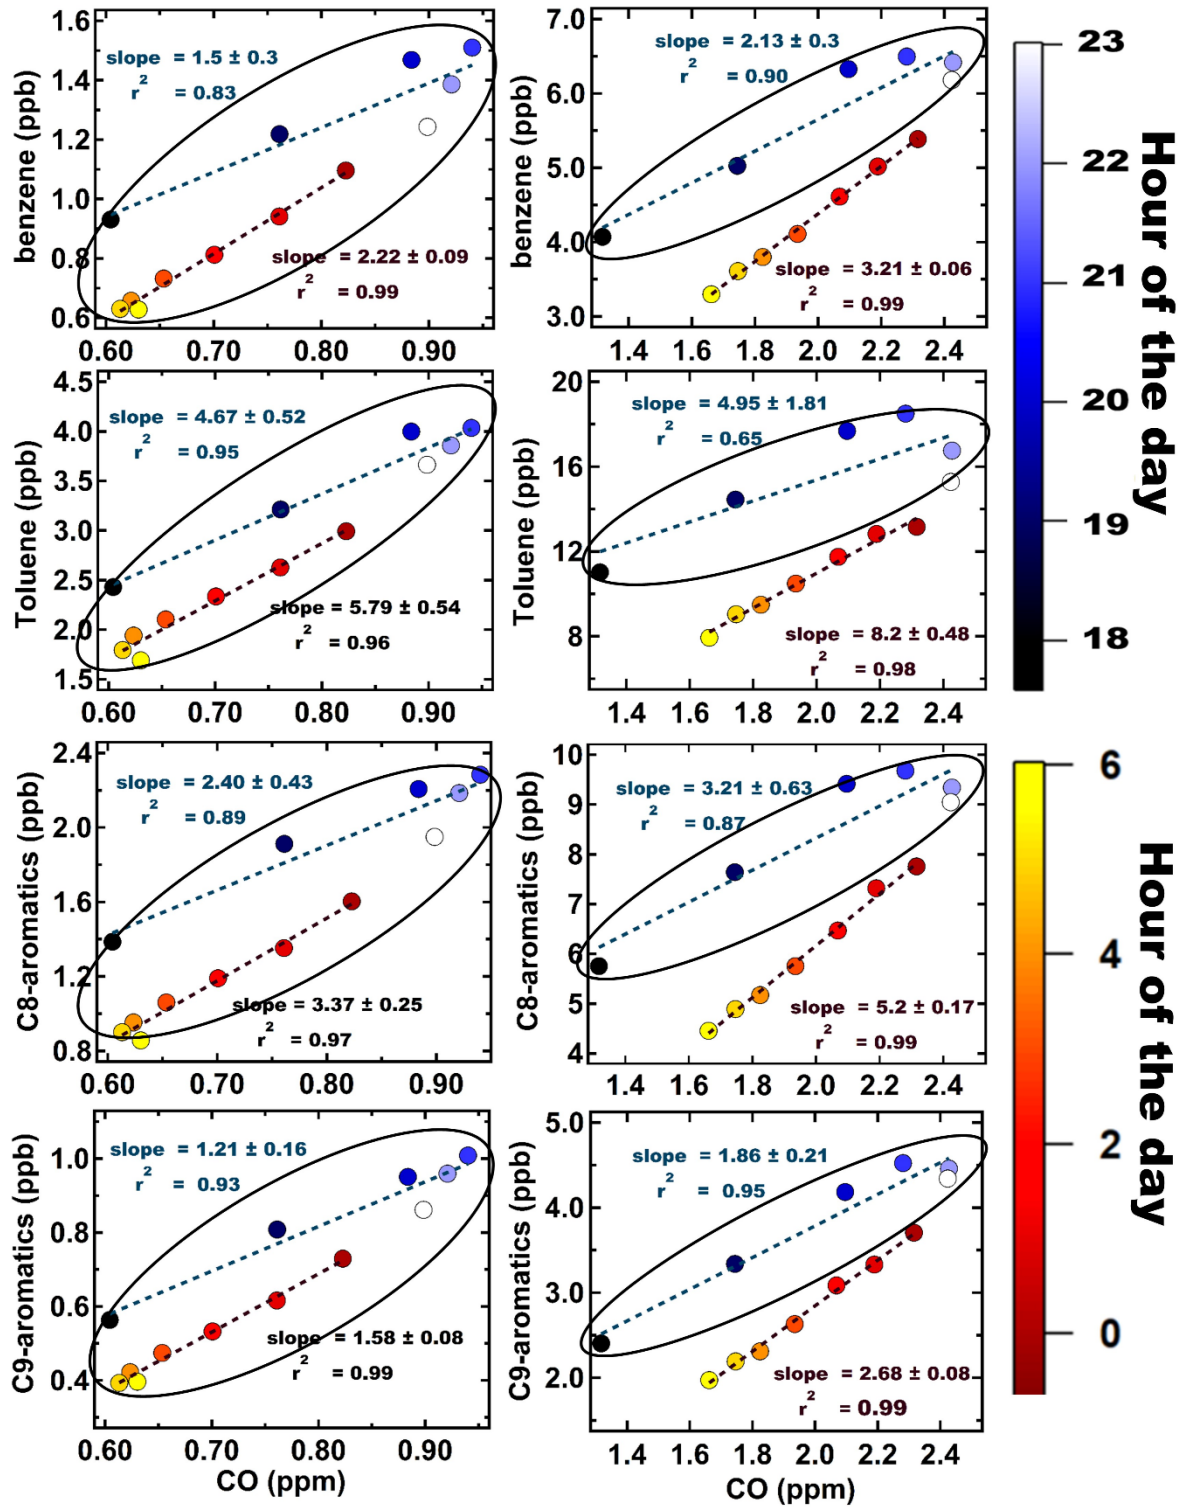 benzene (ppb)
1.6
1.4
1.2
1.0
0.8
0.6
slope = 1.5 ± 0.3
r2 = 0.83
slope = 2.22 ± 0.09
r2 = 0.99
0.60 0.70 0.80 0.90
benzene (ppb)
7.0
6.0
5.0
4.0
3.0
slope = 2.13 ± 0.3
r2 = 0.90
slope = 3.21 ± 0.06
r2 = 0.99
1.4 1.6 1.8 2.0 2.2 2.4
Toluene (ppb)
4.5
4.0
3.5
3.0
2.5
2.0
1.5
slope = 4.67 ± 0.52
r2 = 0.95
slope = 5.79 ± 0.54
r2 = 0.96
0.60 0.70 0.80 0.90
Toluene (ppb)
20
16
12
8
slope = 4.95 ± 1.81
r2 = 0.65
slope = 8.2 ± 0.48
r2 = 0.98
1.4 1.6 1.8 2.0 2.2 2.4
C8-aromatics (ppb)
2.4
2.0
1.6
1.2
0.8
slope = 2.40 ± 0.43
r2 = 0.89
slope = 3.37 ± 0.25
r2 = 0.97
0.60 0.70 0.80 0.90
C8-aromatics (ppb)
10
9
8
7
6
5
4
slope = 3.21 ± 0.63
r2 = 0.87
slope = 5.2 ± 0.17
r2 = 0.99
1.4 1.6 1.8 2.0 2.2 2.4
C9-aromatics (ppb)
1.0
0.8
0.6
0.4
slope = 1.21 ± 0.16
r2 = 0.93
slope = 1.58 ± 0.08
r2 = 0.99
0.60 0.70 0.80 0.90
CO (ppm)
C9-aromatics (ppb)
5.0
4.0
3.0
2.0
slope = 1.86 ± 0.21
r2 = 0.95
slope = 2.68 ± 0.08
r2 = 0.99
1.4 1.6 1.8 2.0 2.2 2.4
CO (ppm)
23
22
21
20
19
18
Hour of the day
6
4
2
0
Hour of the day